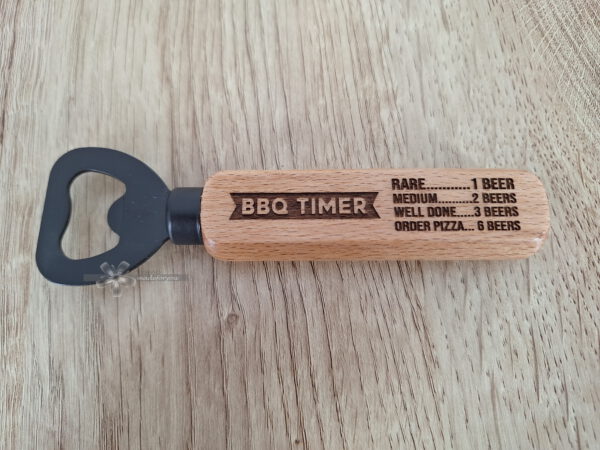 BBQ TIMER
RARE...........1 BEER
MEDIUM.........2 BEERS
WELL DONE.....3 BEERS
ORDER PIZZA... 6 BEERS